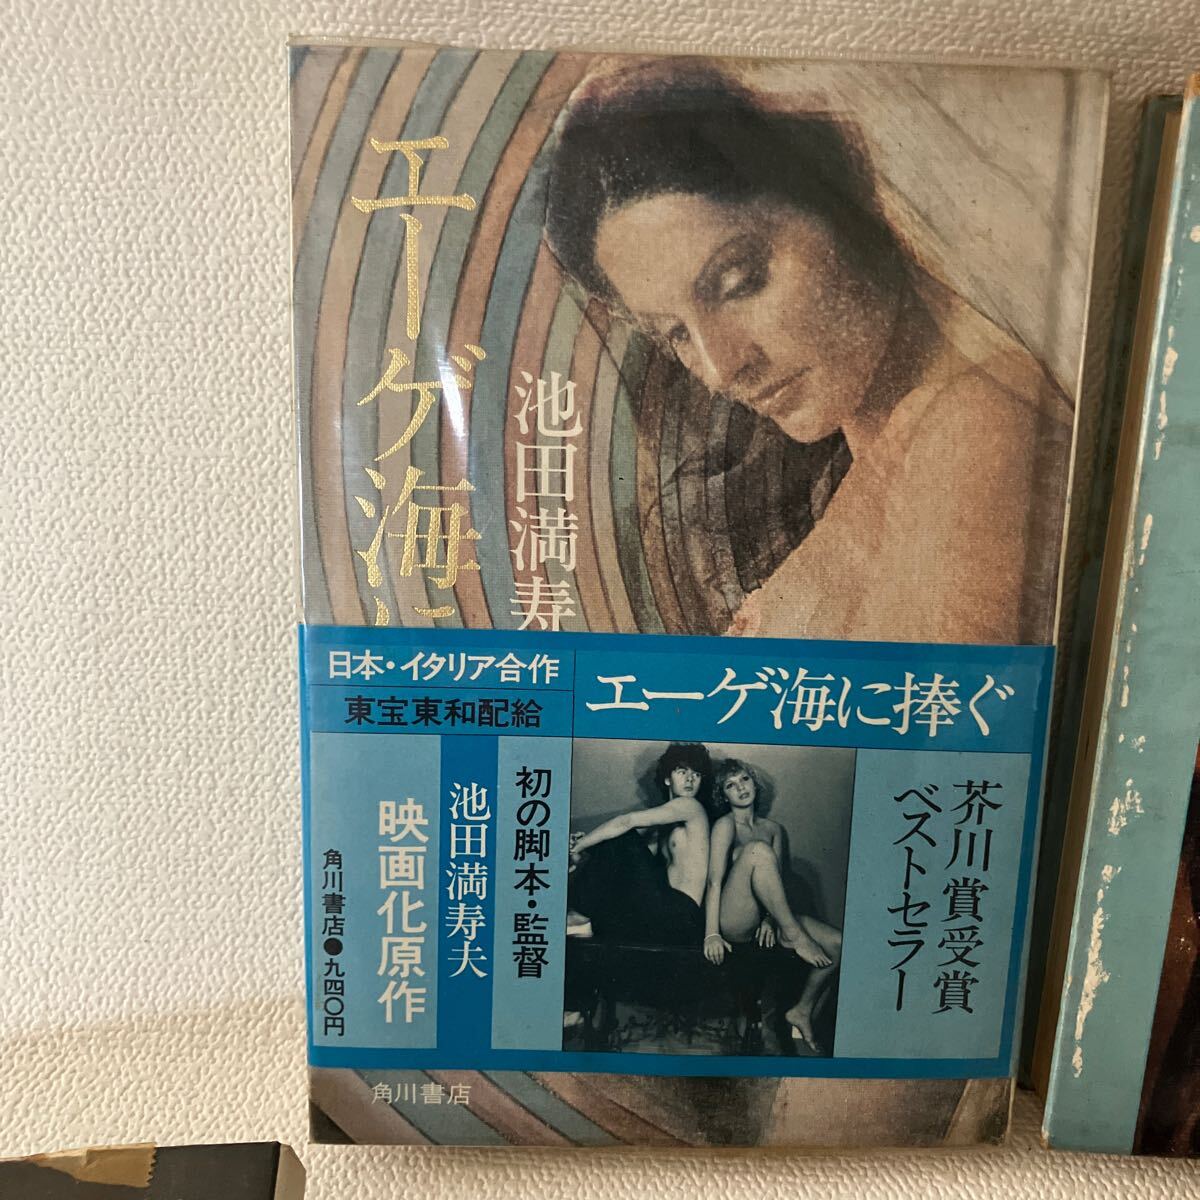 エーゲ海に
池田満寿
日本・イタリア合作
東宝東和配給
エーゲ海に捧ぐ
芥川賞受賞
ベストセラー
初の脚本・監督
池田満寿夫
映画化原作
角川書店●九四〇円
角川書店